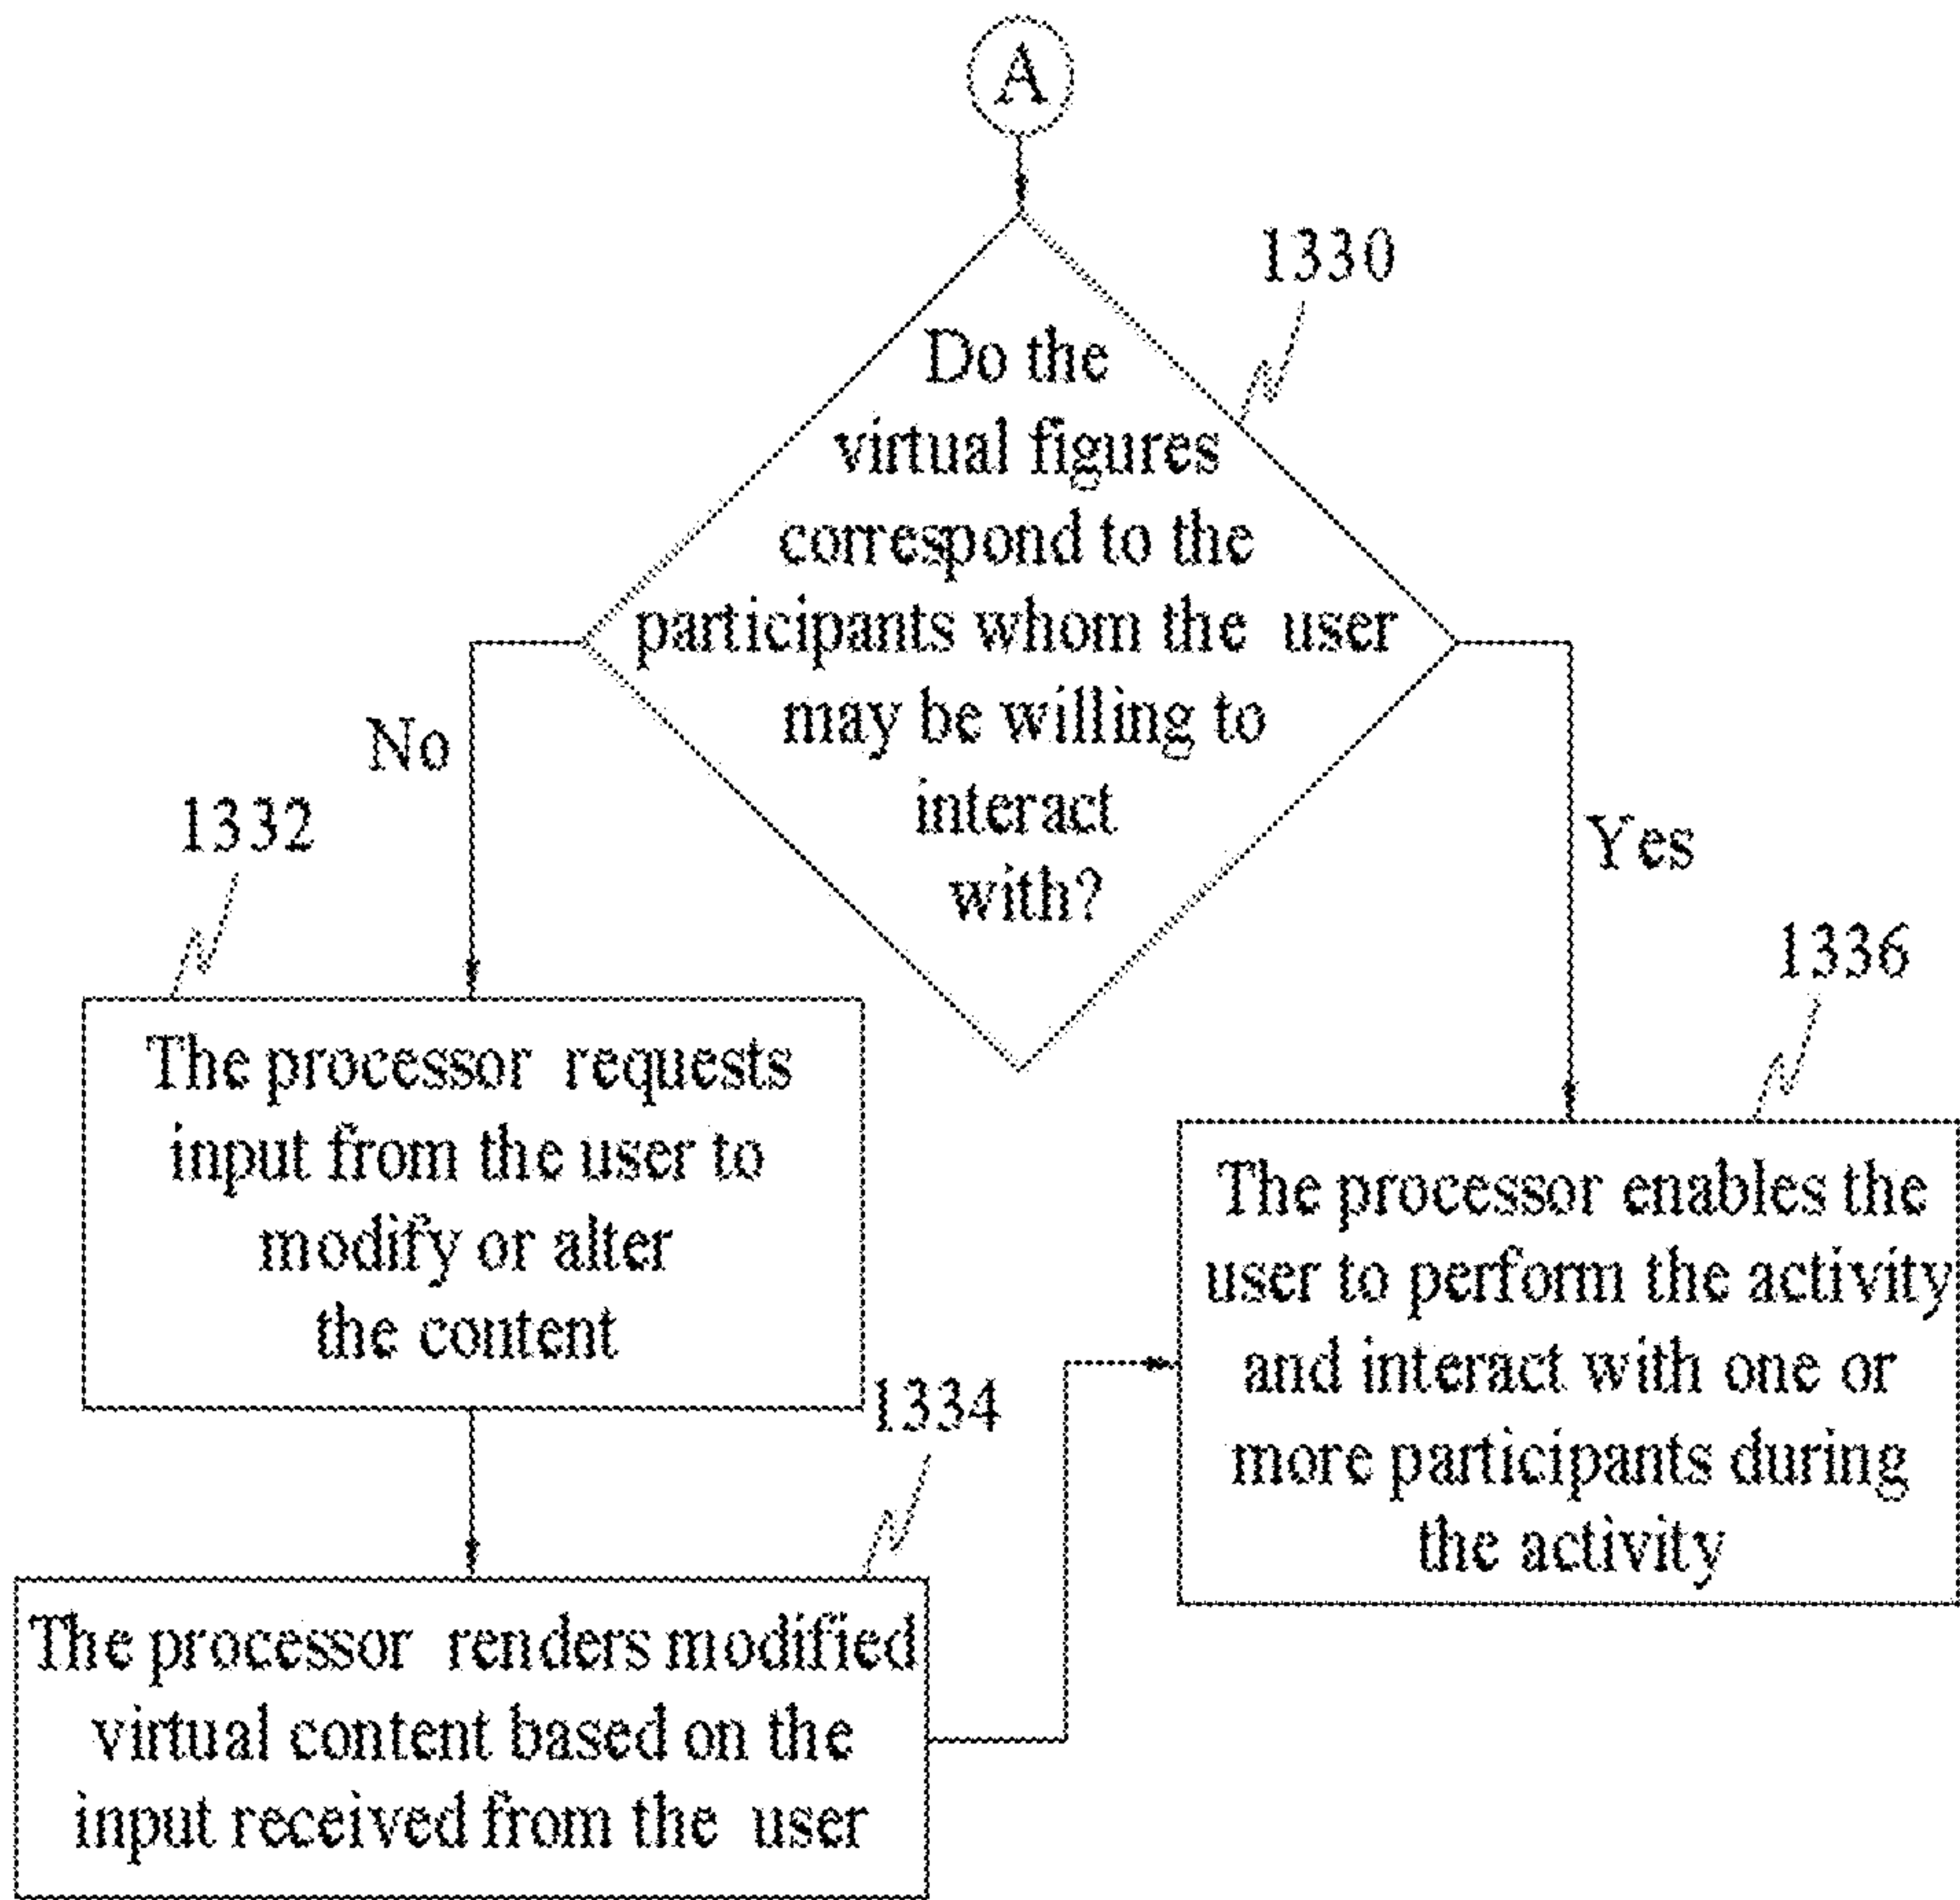 A
1330
Do the
virtual figures
correspond to the
participants whom the user
may be willing to
interact
with?
No
Yes
1332
The processor requests
input from the user to
modify or alter
the content
1336
The processor enables the
user to perform the activity
and interact with one or
more participants during
the activity
1334
The processor renders modified
virtual content based on the
input received from the user